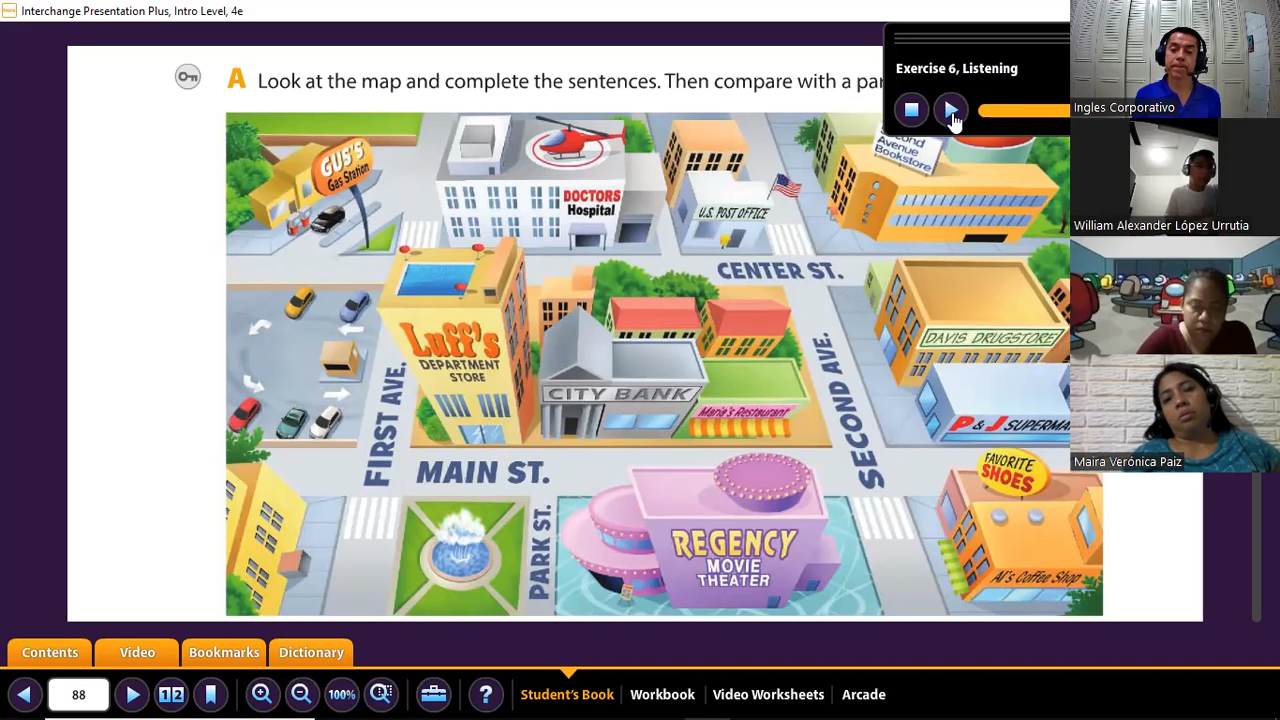 Interchange Presentation Plus, Intro Level, 4e
A Look at the map and complete the sentences. Then compare with a par
Exercise 6, Listening
Ingles Corporativo
William Alexander López Urrutia
Maira Verónica Paiz
GUS'S
Gas Station
DOCTORS
Hospital
U.S. POST OFFICE
Second
Avenue
Bookstore
CENTER ST.
Luff's
DEPARTMENT
STORE
CITY BANK
Maria's Restaurant
DAVIS DRUGSTORE
P & J SUPERMA
FIRST AVE.
SECOND AVE.
MAIN ST.
PARK ST.
REGENCY
MOVIE
THEATER
FAVORITE
SHOES
Al's Coffee Shop
Contents
Video
Bookmarks
Dictionary
88
1 2
100%
?
Student's Book
Workbook
Video Worksheets
Arcade